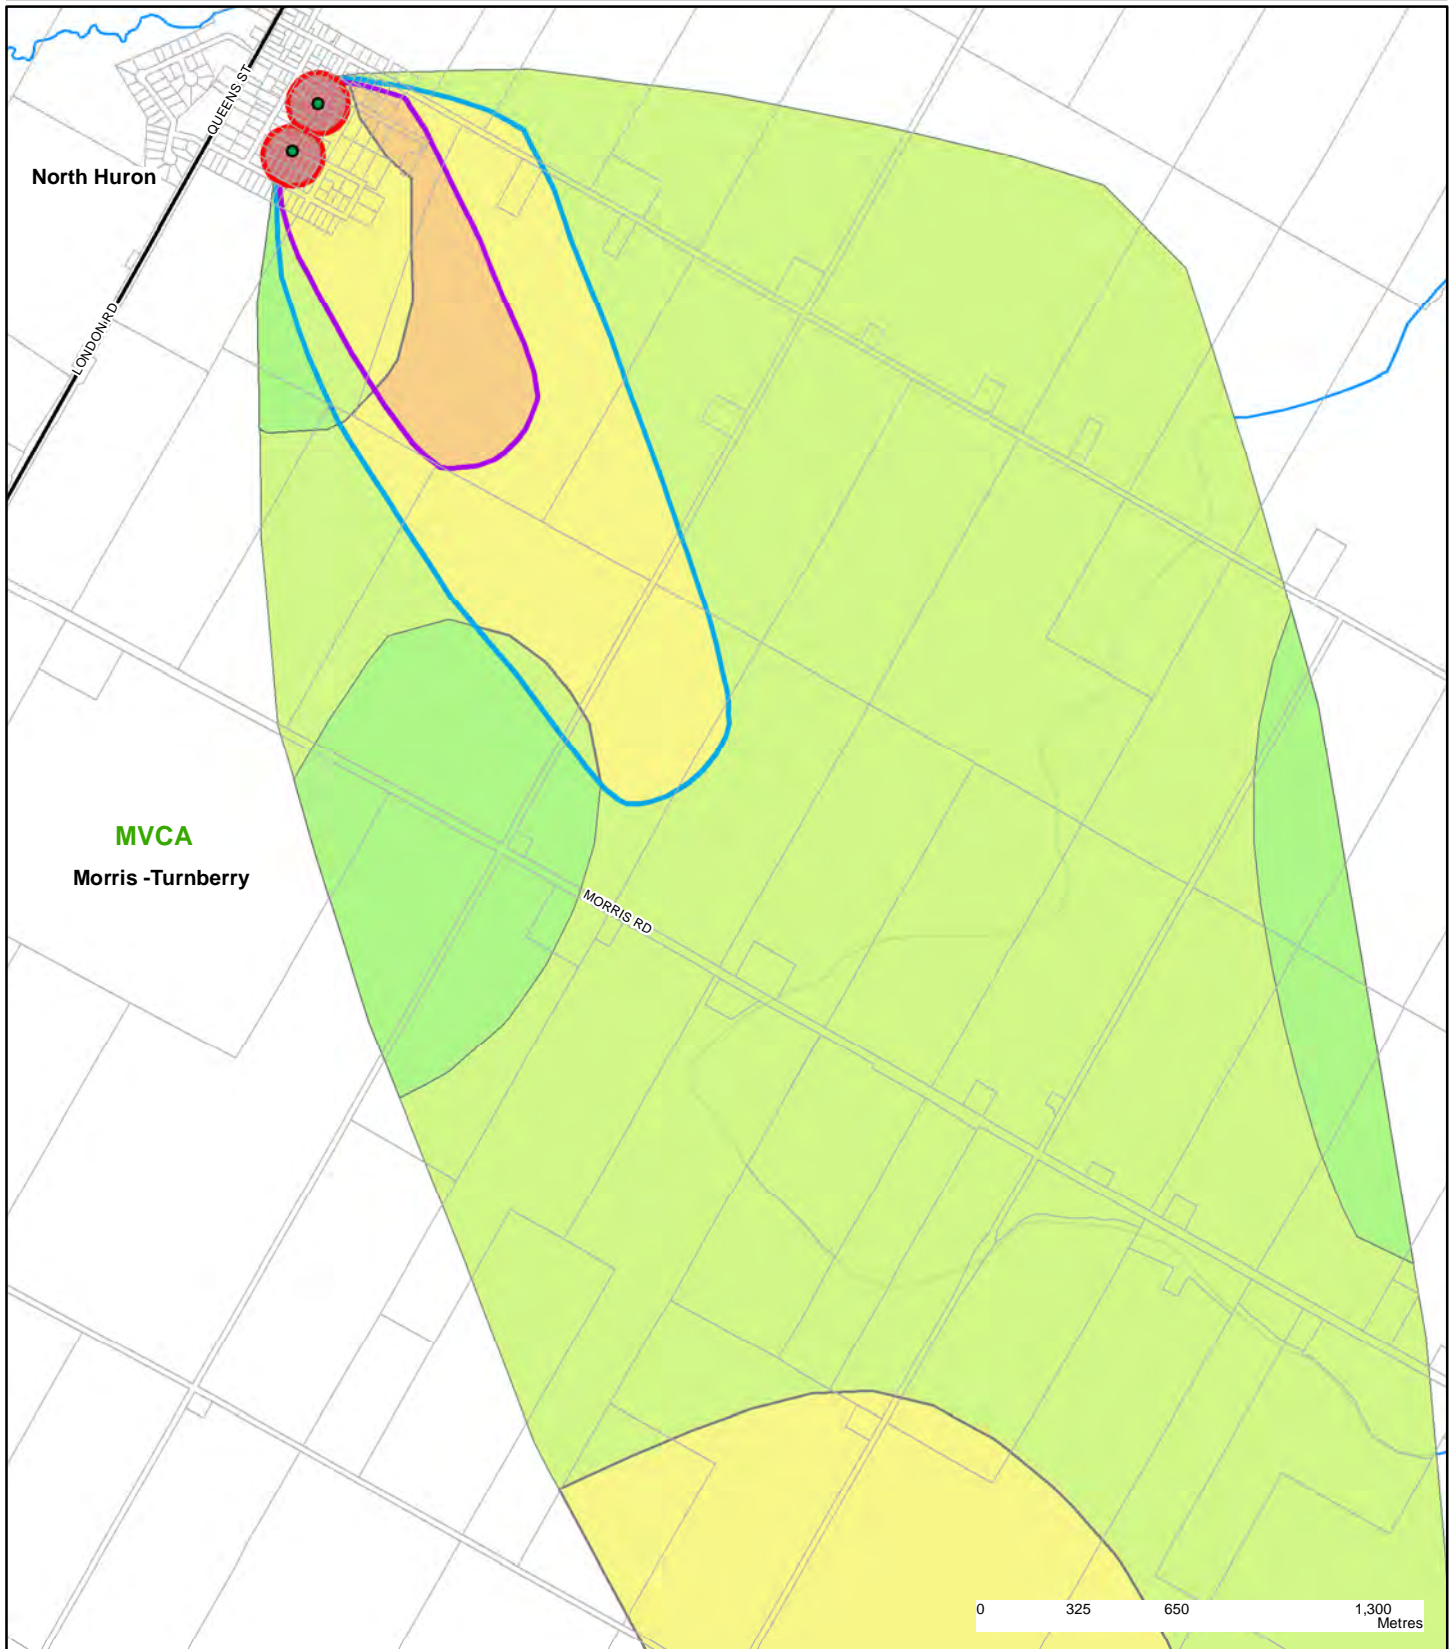 QUEENS ST
North Huron
LONDON RD
MVCA
Morris -Turnberry
MORRIS RD
0 325 650 1,300
Metres